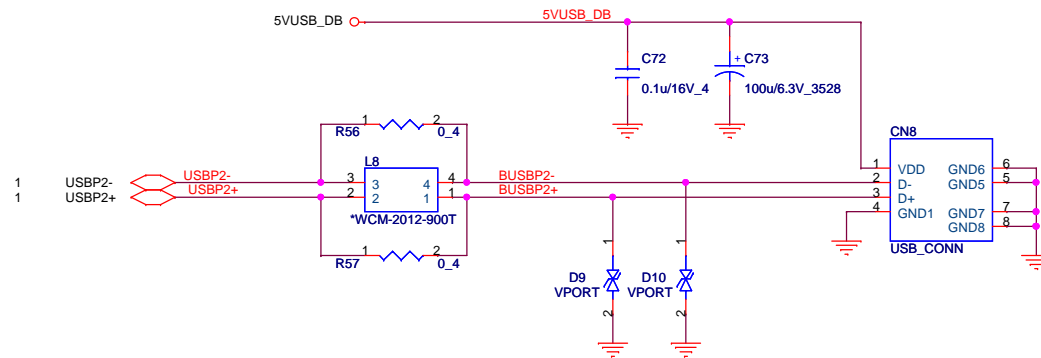 5VUSB_DB
5VUSB_DB
C72
0.1u/16V_4
+
C73
100u/6.3V_3528
1
2
R56
0_4
CN8
L8
1
USBP2-
USBP2-
3
3
4
4
BUSBP2-
1
USBP2+
USBP2+
2
2
1
1
BUSBP2+
*WCM-2012-900T
1
VDD
GND6
6
2
D-
GND5
5
3
D+
4
GND1
GND7
7
GND8
8
USB_CONN
1
2
R57
0_4
1
1
D9
VPORT
D10
VPORT
2
2